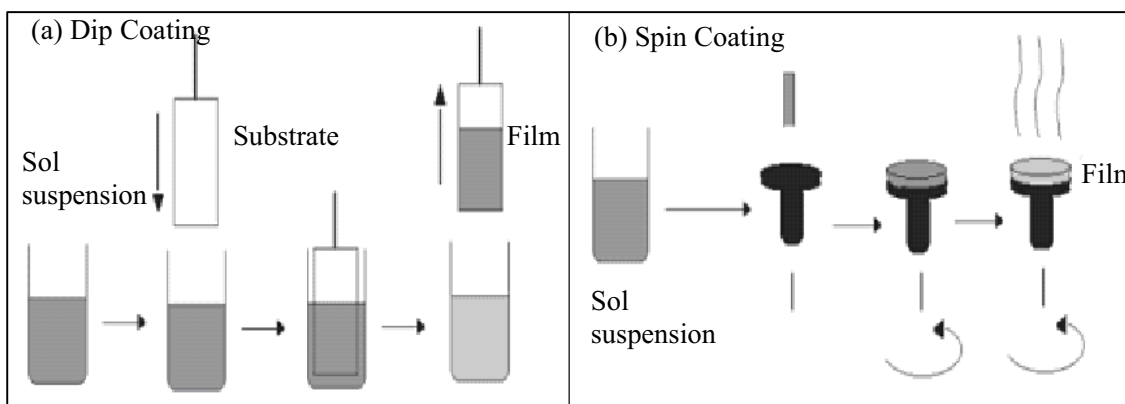 (a) Dip Coating
Substrate
Film
Sol
suspension
(b) Spin Coating
Film
Sol
suspension